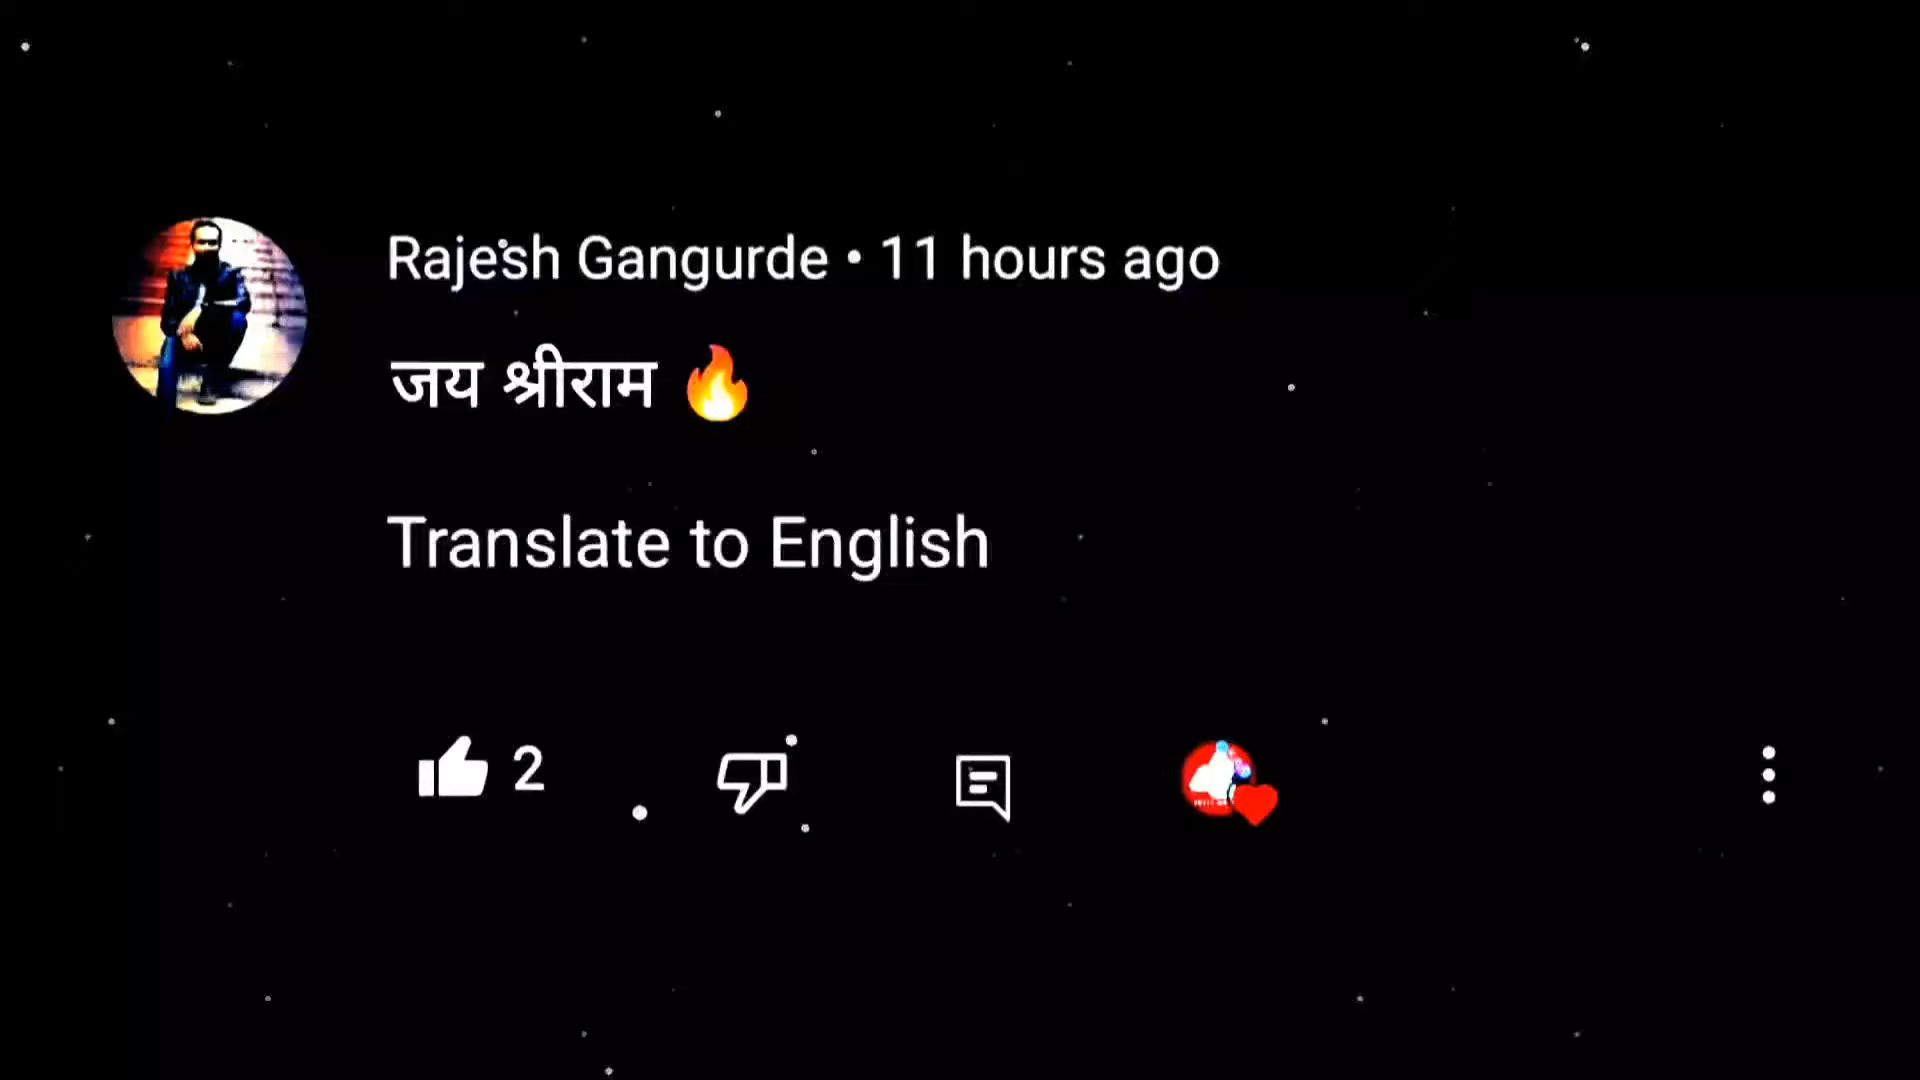 Rajesh Gangurde • 11 hours ago
जय श्रीराम 🔥
Translate to English
2